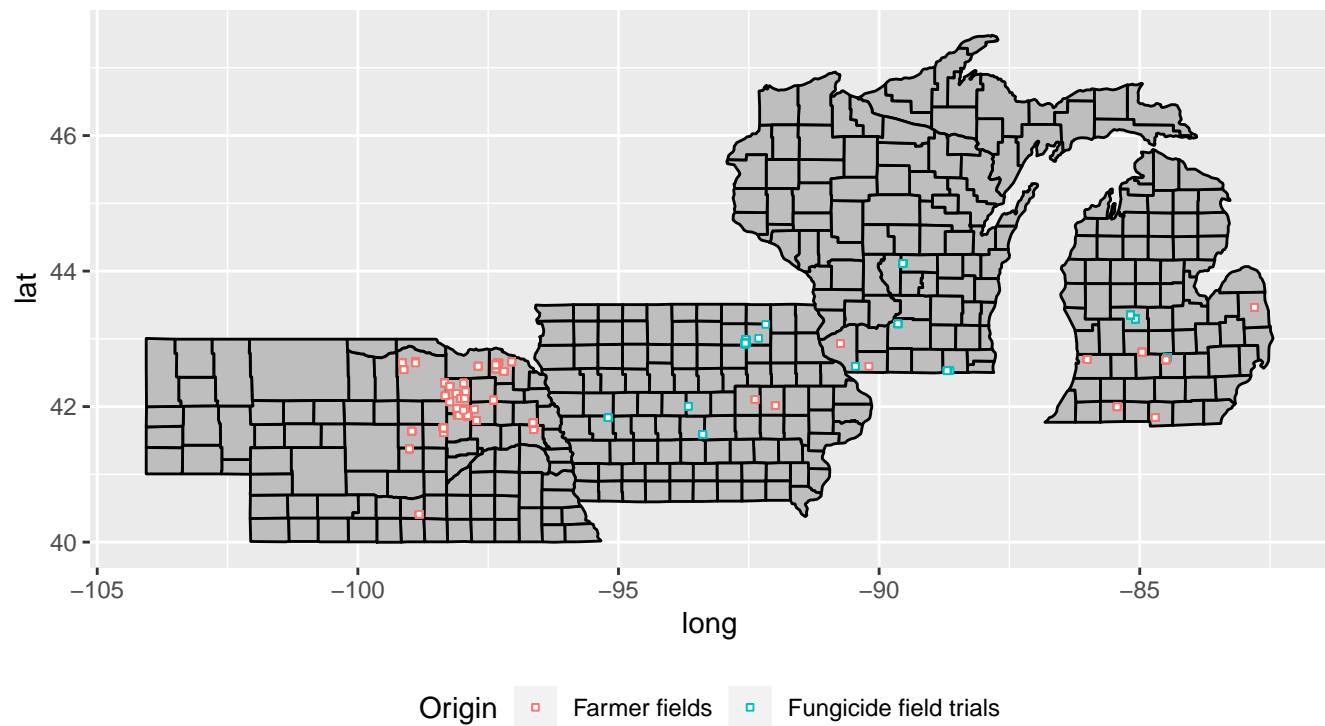 lat
46
44
42
40
−105
−100
−95
−90
−85
long
Origin
Farmer fields
Fungicide field trials